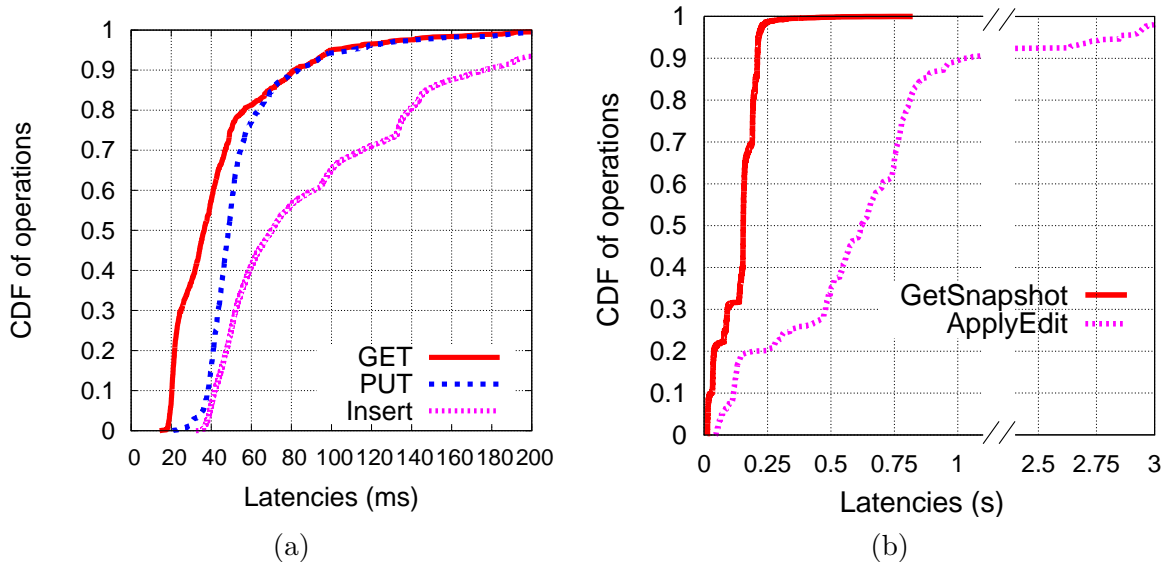 1
0.9
0.8
0.7
0.6
0.5
0.4
0.3
0.2
0.1
0
CDF of operations
GET
PUT
Insert
0 20 40 60 80 100 120 140 160 180 200
Latencies (ms)
(a)
1
0.9
0.8
0.7
0.6
0.5
0.4
0.3
0.2
0.1
0
CDF of operations
GetSnapshot
ApplyEdit
0 0.25 0.5 0.75 1 2.5 2.75 3
Latencies (s)
(b)